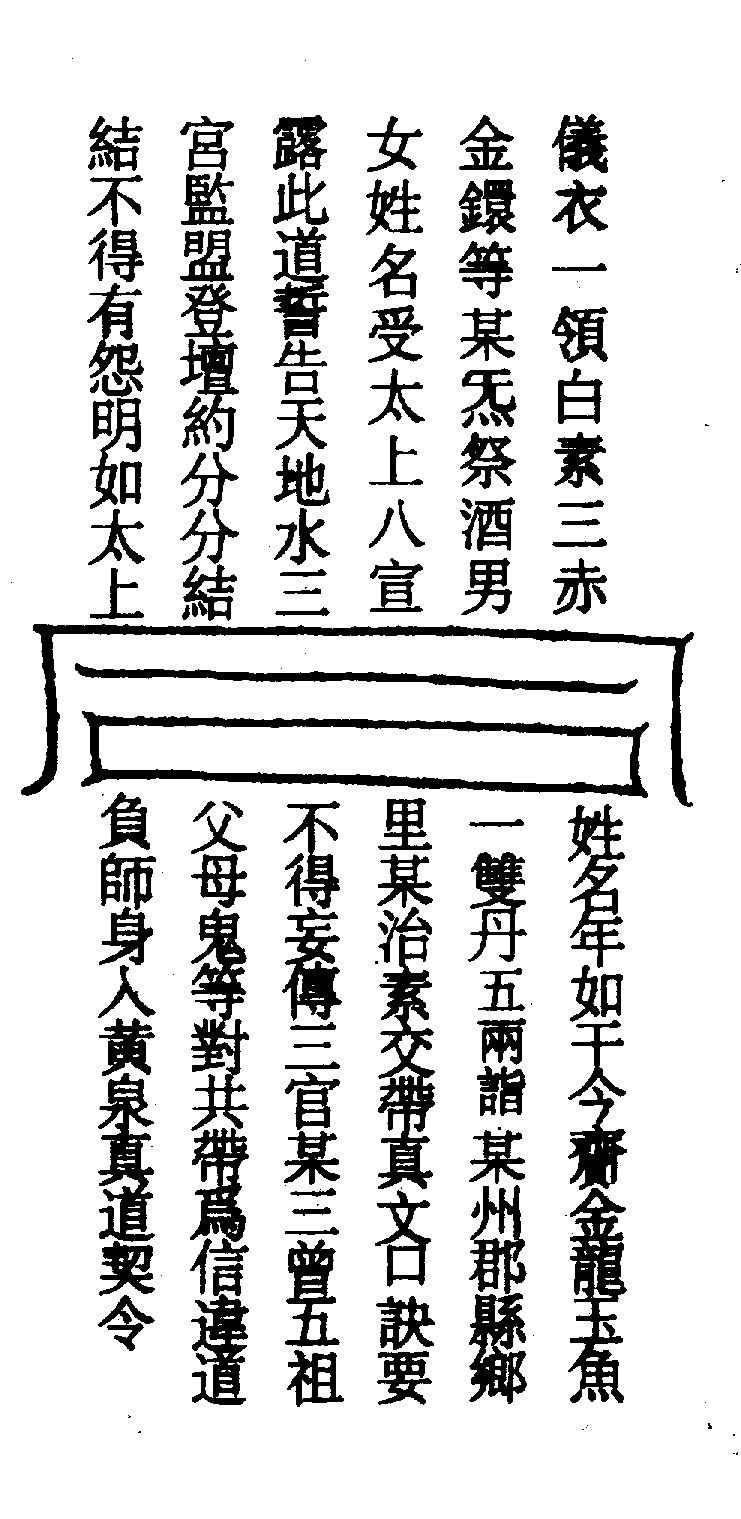 儀衣一領白素三赤
金鐶等某炁祭酒男
女姓名受太上八宣
露此道誓告天地水三
宮監盟登壇約分分結
結不得有怨明如太上
姓名年如干今齎金龍玉魚
一雙丹五兩詣某州郡縣鄉
里某治素交帶真文口訣要
不得妄傳三官某三曾五祖
父母鬼等對共帶爲信違道
負師身入黄泉真道契令